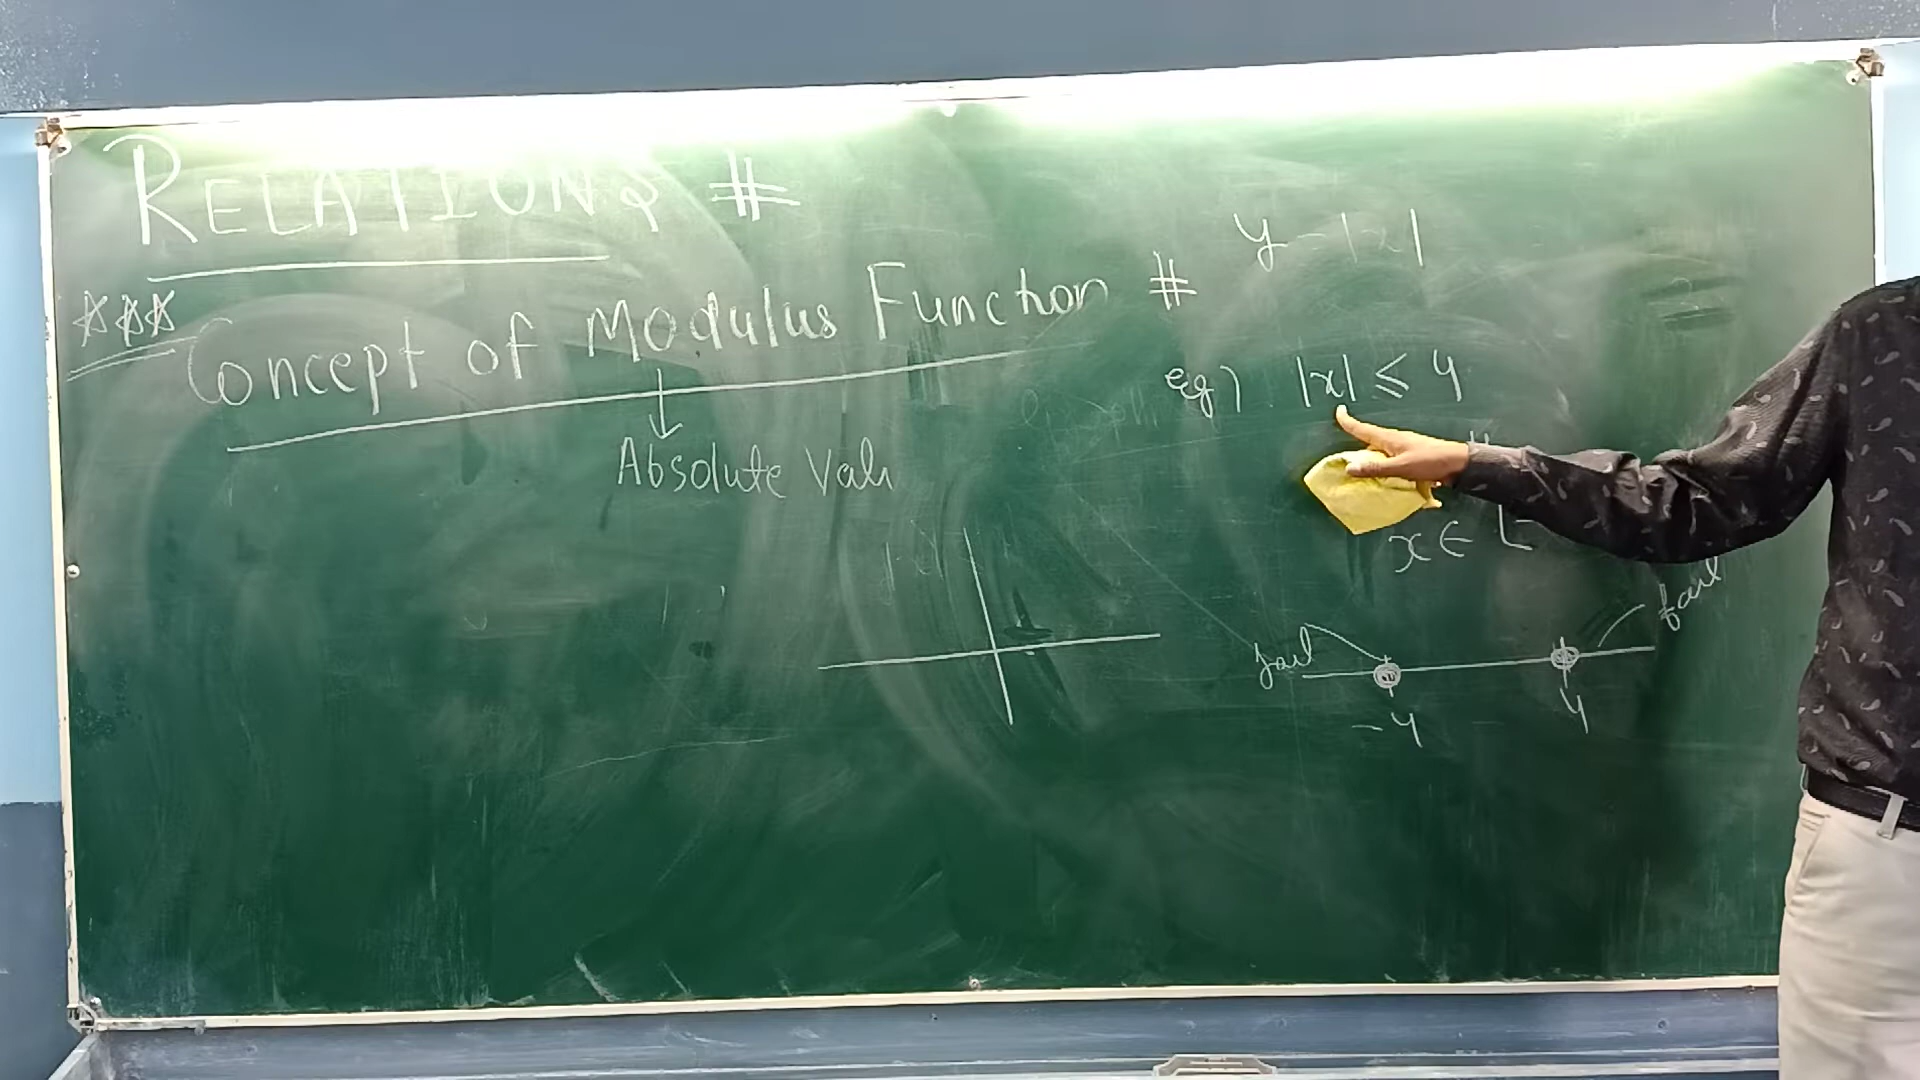 RELATIONS #
y = |x|
*** Concept of Modulus Function #
eg) |x| ≤ 4
Absolute Valu
x ∈ [-
fail
fail
-4 4